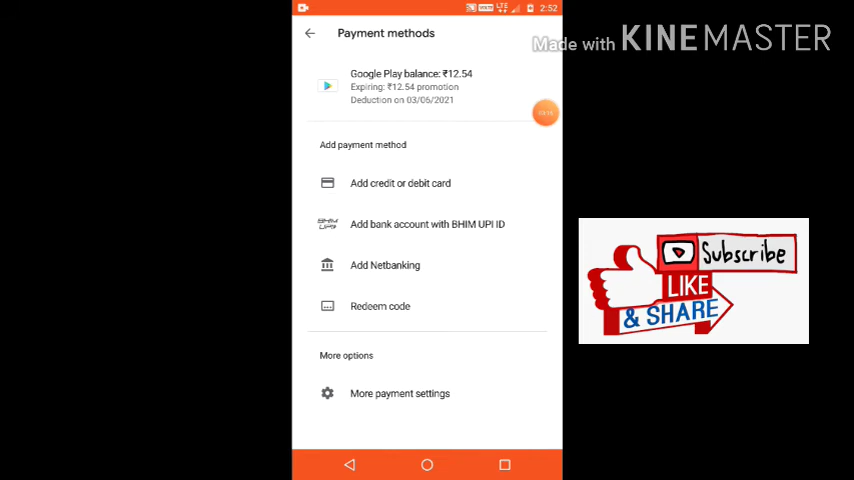 2:52
Payment methods
Made with KINEMASTER
Google Play balance: ₹12.54
Expiring: ₹12.54 promotion
Deduction on 03/06/2021
Add payment method
Add credit or debit card
Add bank account with BHIM UPI ID
Add Netbanking
Redeem code
More options
More payment settings
Subscribe
LIKE
& SHARE